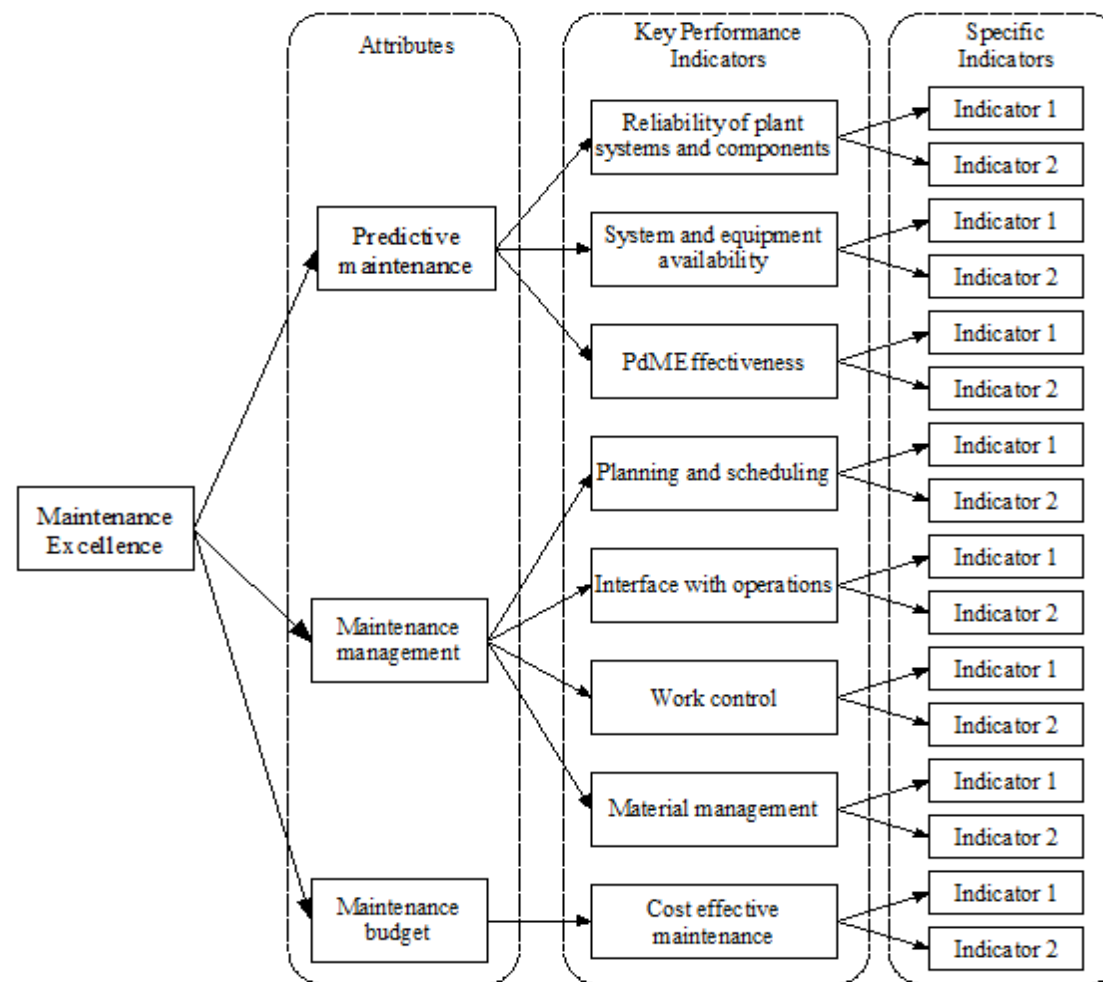 Attributes
Key Performance
Indicators
Specific
Indicators
Reliability of plant
systems and components
Indicator 1
Indicator 2
Predictive
maintenance
System and equipment
availability
Indicator 1
Indicator 2
PdMEffectiveness
Indicator 1
Indicator 2
Maintenance
Excellence
Planning and scheduling
Indicator 1
Indicator 2
Interface with operations
Indicator 1
Indicator 2
Maintenance
management
Work control
Indicator 1
Indicator 2
Material management
Indicator 1
Indicator 2
Maintenance
budget
Cost effective
maintenance
Indicator 1
Indicator 2